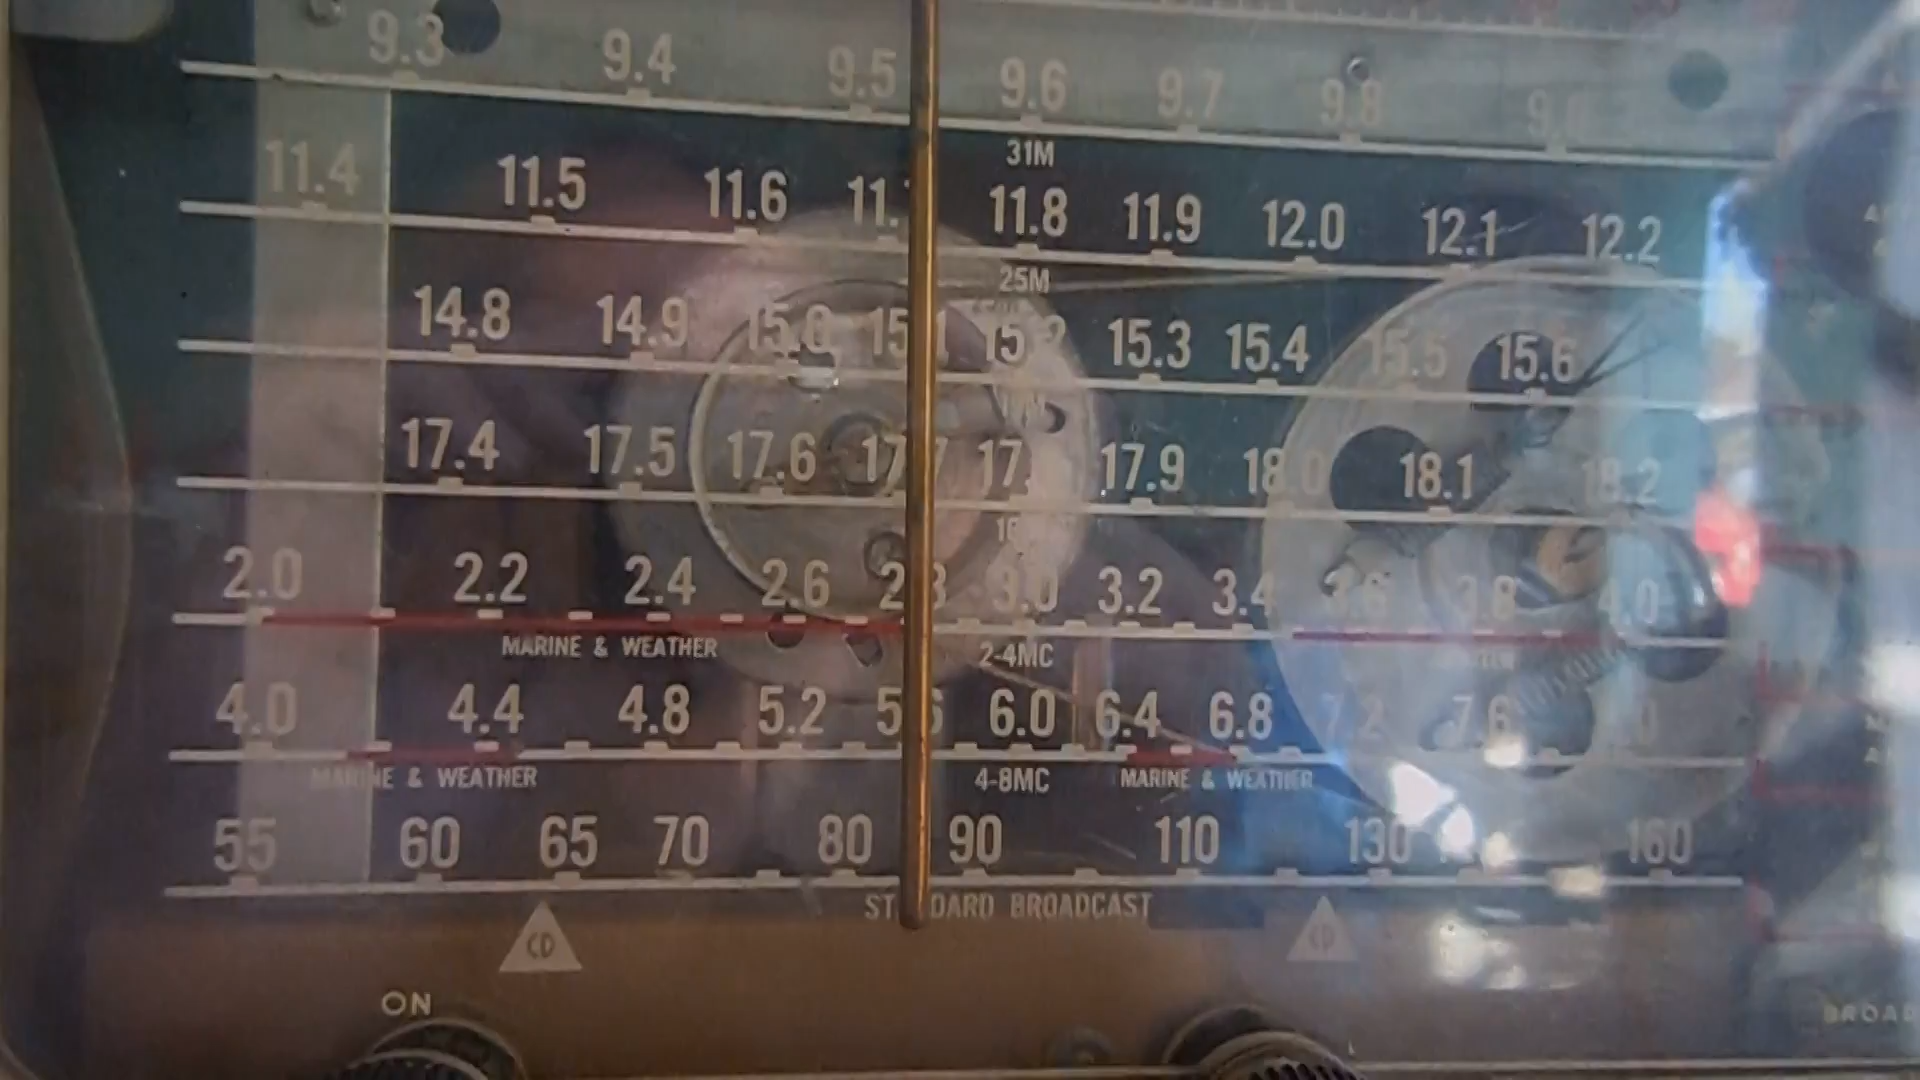 9.3 9.4 9.5 9.6 9.7 9.8
31M
11.4 11.5 11.6 11. 11.8 11.9 12.0 12.1 12.2
25M
14.8 14.9 15.0 15.1 15.2 15.3 15.4 15.5 15.6
17.4 17.5 17.6 17.7 17. 17.9 18.0 18.1 18.2
2.0 2.2 2.4 2.6 2.8 3.0 3.2 3.4 3.6 3.8 4.0
MARINE & WEATHER 2-4MC
4.0 4.4 4.8 5.2 5.6 6.0 6.4 6.8 7.2 7.6
MARINE & WEATHER 4-8MC MARINE & WEATHER
55 60 65 70 80 90 110 130 160
ST DARD BROADCAST
CD CD
ON
BROAD